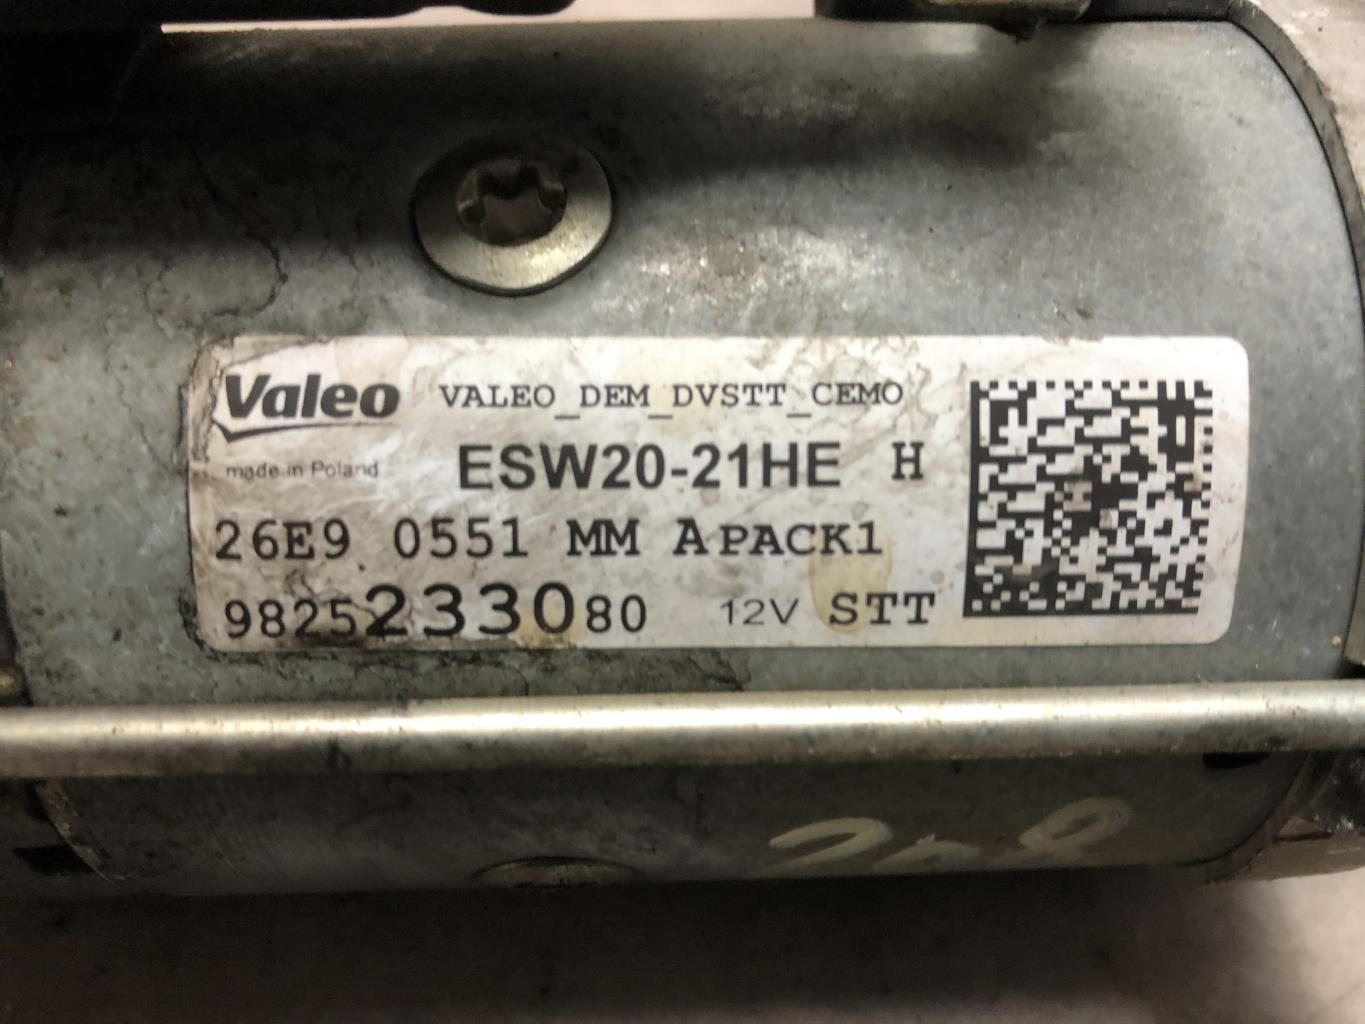 Valeo VALEO_DEM_DVSTT_CEMO
made in Poland ESW20-21HE H
26E9 0551 MM APACK1
9825233080 12V STT
208